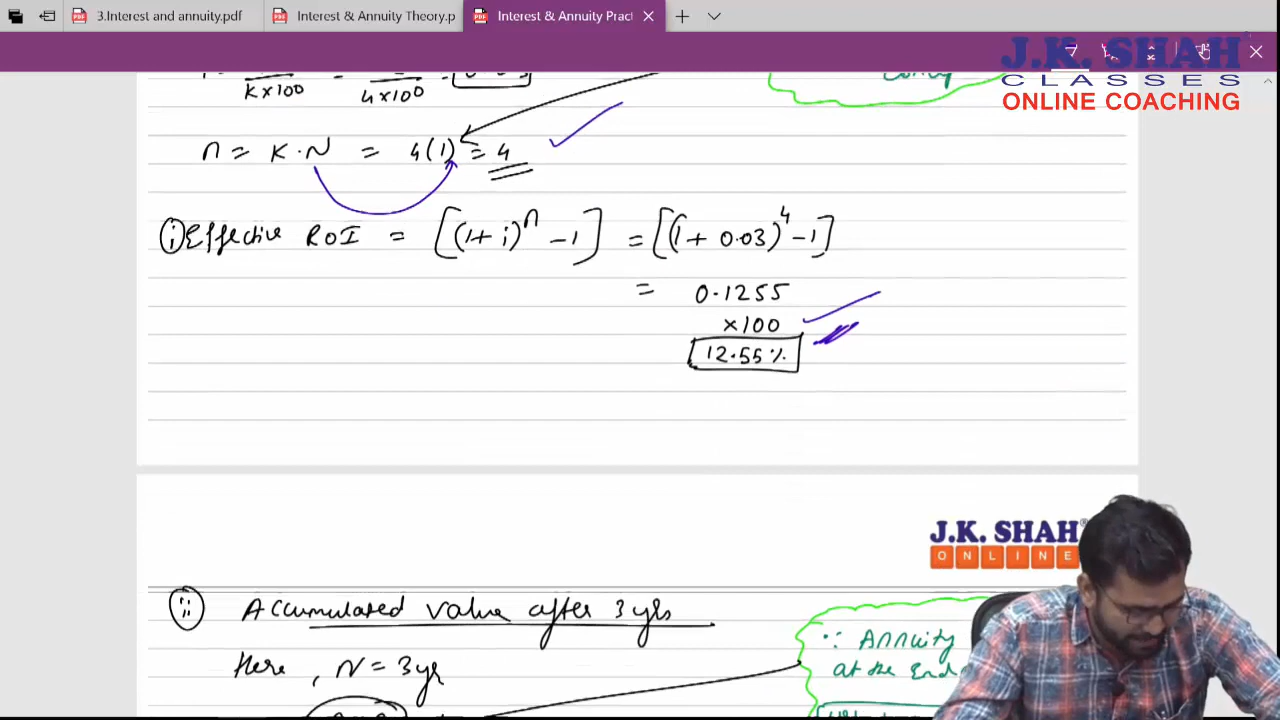 3.Interest and annuity.pdf
Interest & Annuity Theory.p
Interest & Annuity Pract
J.K. SHAH
CLASSES
ONLINE COACHING
K×100
4×100
n = K·N = 4(1) = 4
(i) Effective ROI = [(1+i)^n - 1] = [(1 + 0.03)^4 - 1]
= 0.1255
×100
12.55%
J.K. SHAH®
ONLINE
(ii) Accumulated value after 3 yrs
Here, N = 3yr
∵ Annuity
at the End